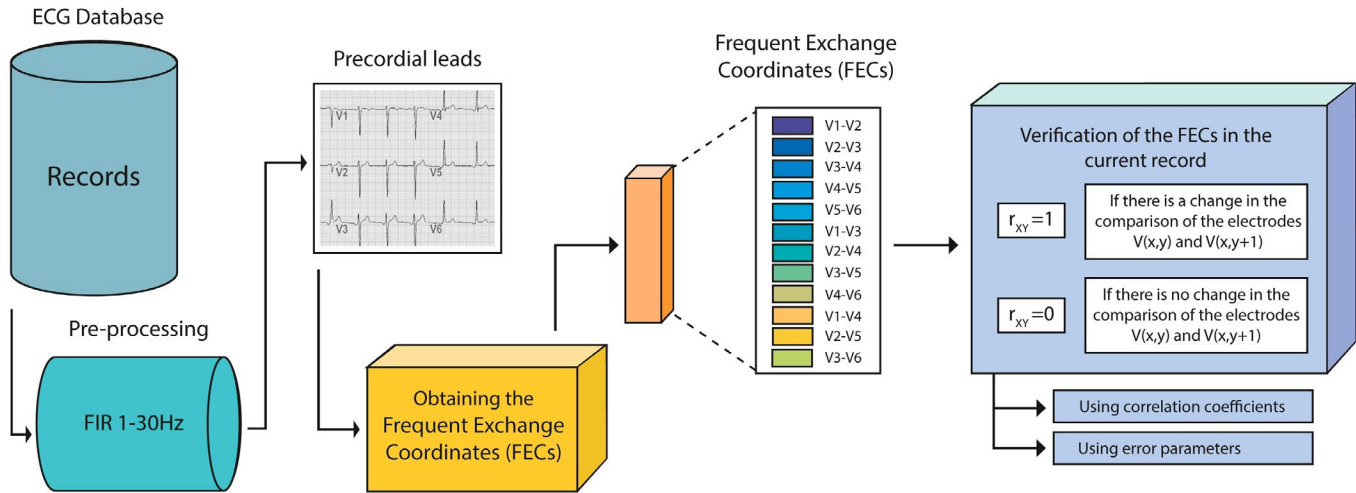 ECG Database
Records
Pre-processing
FIR 1-30Hz
Precordial leads
V1
V4
V2
V5
V3
V6
Obtaining the
Frequent Exchange
Coordinates (FECs)
Frequent Exchange
Coordinates (FECs)
V1-V2
V2-V3
V3-V4
V4-V5
V5-V6
V1-V3
V2-V4
V3-V5
V4-V6
V1-V4
V2-V5
V3-V6
Verification of the FECs in the
current record
rXY=1
If there is a change in the
comparison of the electrodes
V(x,y) and V(x,y+1)
rXY=0
If there is no change in the
comparison of the electrodes
V(x,y) and V(x,y+1)
Using correlation coefficients
Using error parameters